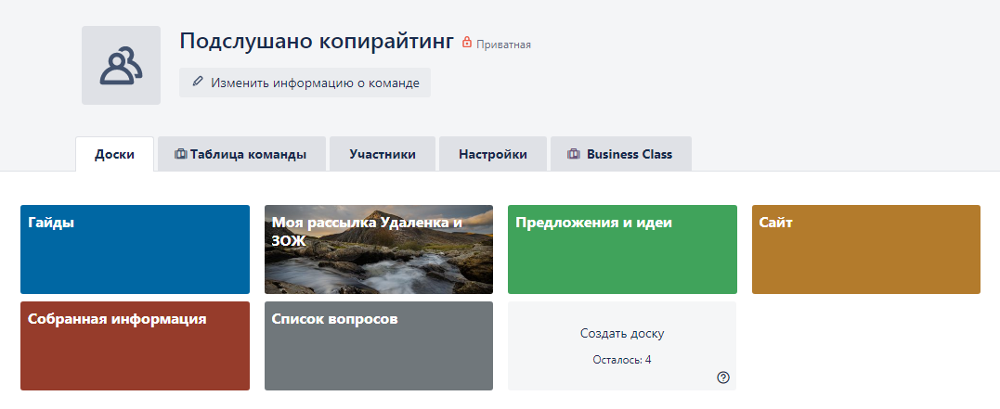 Подслушано копирайтинг Приватная
Изменить информацию о команде
Доски Таблица команды Участники Настройки Business Class
Гайды
Моя рассылка Удаленка и
ЗОЖ
Предложения и идеи
Сайт
Собранная информация
Список вопросов
Создать доску
Осталось: 4